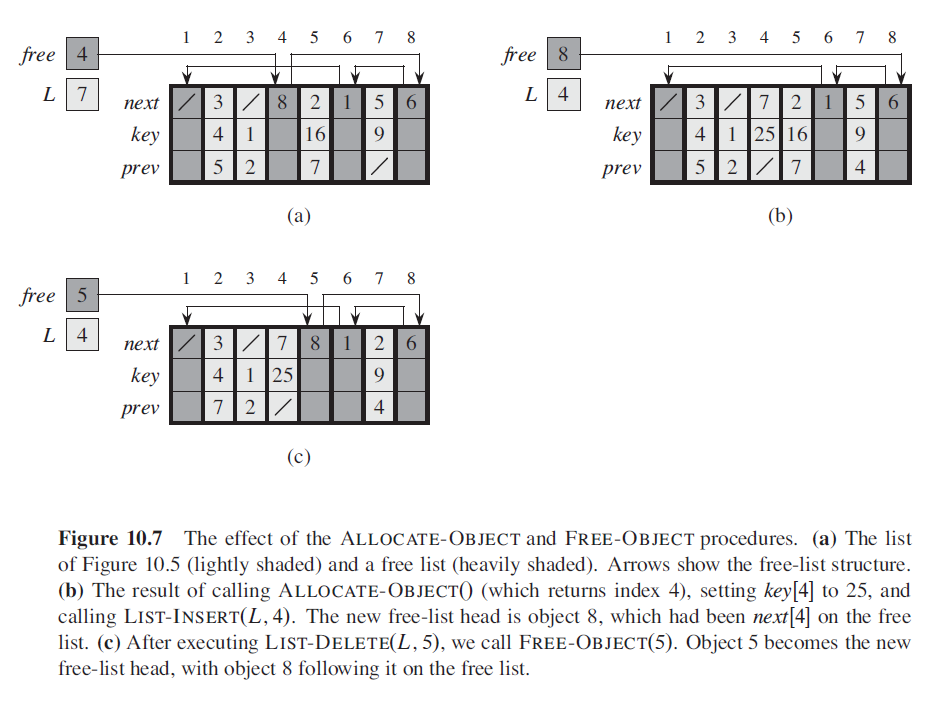 1 2 3 4 5 6 7 8
free 4
L 7
next / 3 / 8 2 1 5 6
key 4 1 16 9
prev 5 2 7 /
(a)
1 2 3 4 5 6 7 8
free 8
L 4
next / 3 / 7 2 1 5 6
key 4 1 25 16 9
prev 5 2 / 7 4
(b)
1 2 3 4 5 6 7 8
free 5
L 4
next / 3 / 7 8 1 2 6
key 4 1 25 9
prev 7 2 / 4
(c)
Figure 10.7 The effect of the ALLOCATE-OBJECT and FREE-OBJECT procedures. (a) The list
of Figure 10.5 (lightly shaded) and a free list (heavily shaded). Arrows show the free-list structure.
(b) The result of calling ALLOCATE-OBJECT() (which returns index 4), setting key[4] to 25, and
calling LIST-INSERT(L, 4). The new free-list head is object 8, which had been next[4] on the free
list. (c) After executing LIST-DELETE(L, 5), we call FREE-OBJECT(5). Object 5 becomes the new
free-list head, with object 8 following it on the free list.